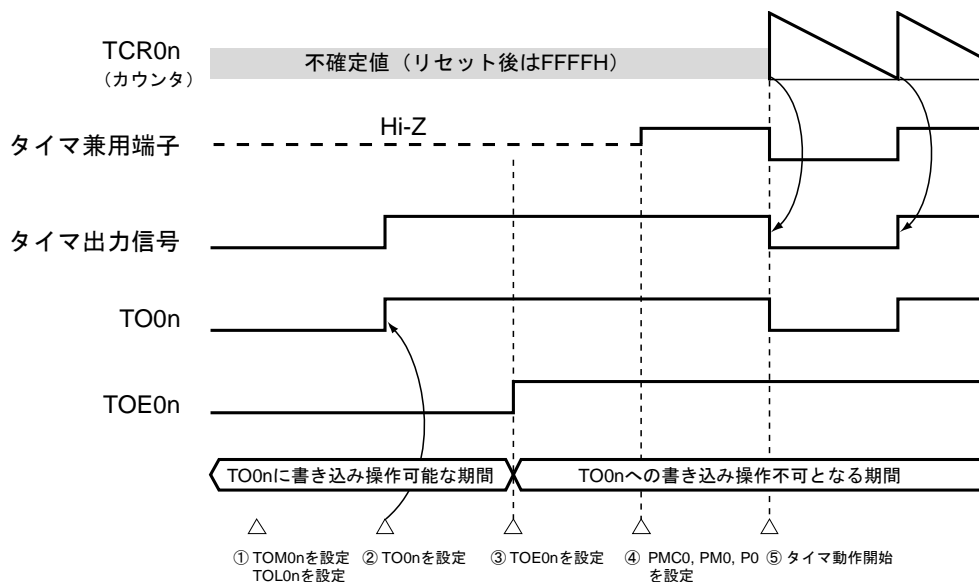 TCR0n
（カウンタ）
不確定値（リセット後はFFFFH）
Hi-Z
タイマ兼用端子
タイマ出力信号
TO0n
TOE0n
TO0nに書き込み操作可能な期間
TO0nへの書き込み操作不可となる期間
① TOM0nを設定
TOL0nを設定
② TO0nを設定
③ TOE0nを設定
④ PMC0, PM0, P0
を設定
⑤ タイマ動作開始